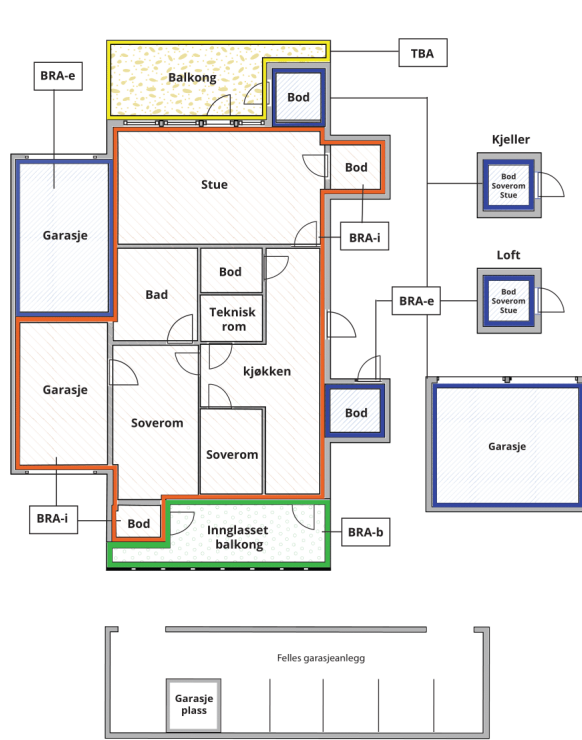 TBA
BRA-e
Balkong
Bod
Kjeller
Bod
Soverom
Stue
Stue
Bod
Garasje
BRA-i
Loft
Bod
Bad
Teknisk
rom
BRA-e
Bod
Soverom
Stue
kjøkken
Garasje
Soverom
Bod
Soverom
Garasje
BRA-i
Bod
Innglasset
balkong
BRA-b
Felles garasjeanlegg
Garasje
plass